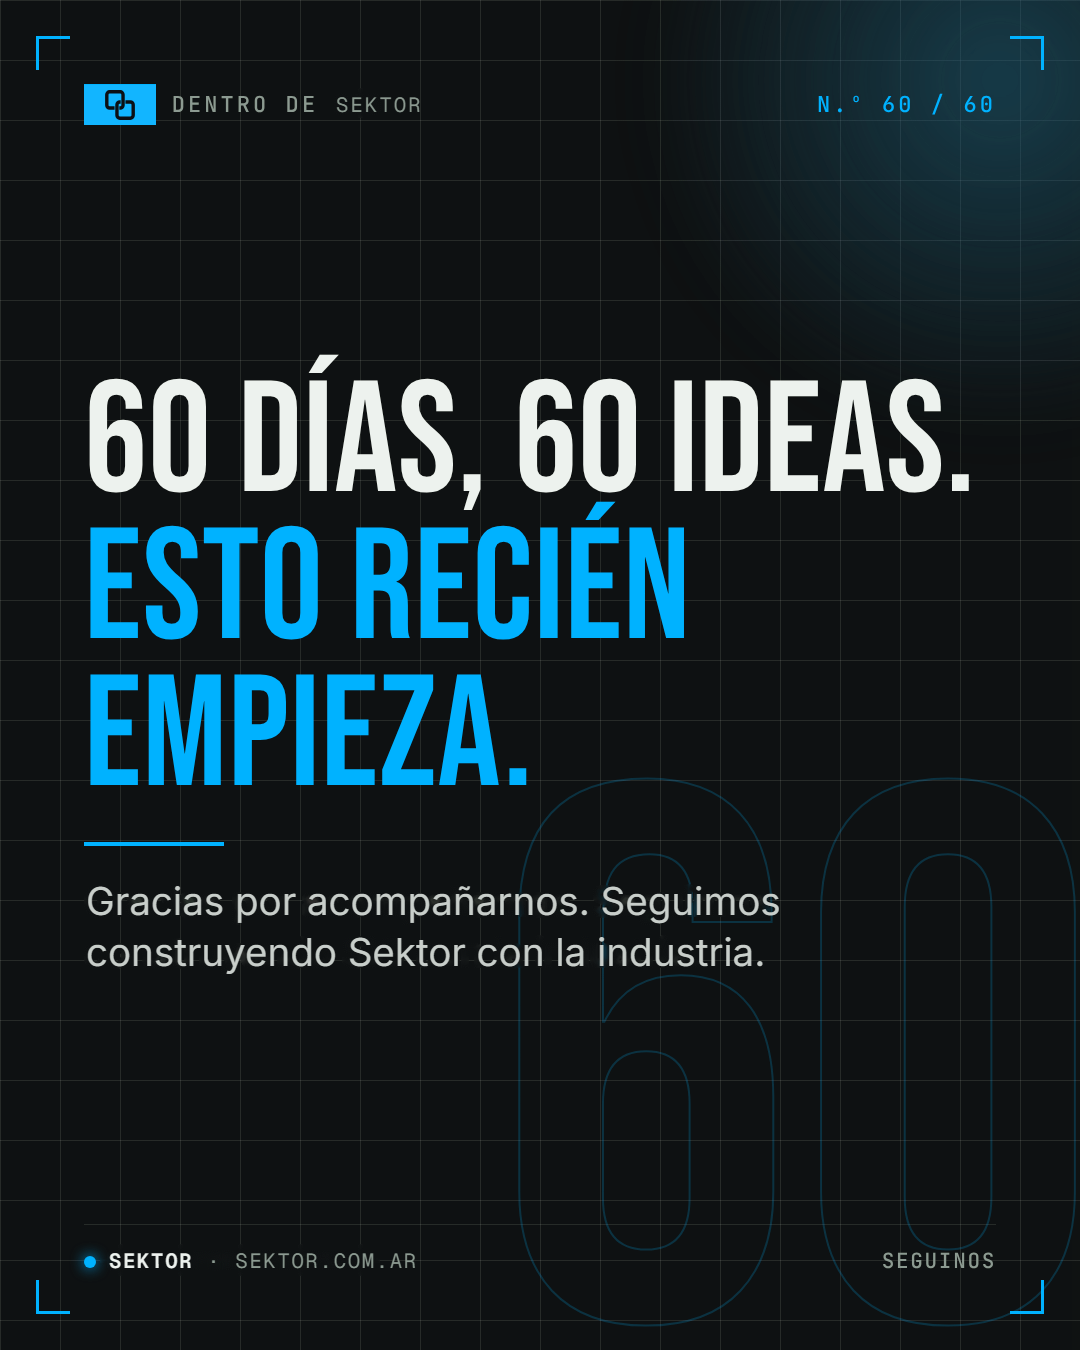 DENTRO DE SEKTOR
N.º 60 / 60
60 DÍAS, 60 IDEAS.
ESTO RECIÉN
EMPIEZA.
Gracias por acompañarnos. Seguimos
construyendo Sektor con la industria.
60
SEKTOR · SEKTOR.COM.AR
SEGUINOS